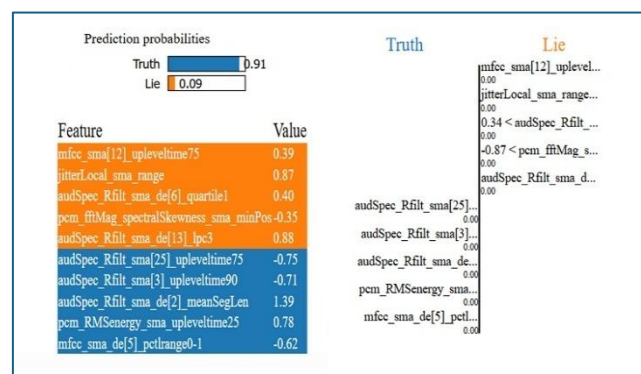 Prediction probabilities
Truth 0.91
Lie 0.09
Feature Value
mfcc_sma[12]_upleveltime75 0.39
jitterLocal_sma_range 0.87
audSpec_Rfilt_sma_de[6]_quartile1 0.40
pcm_fftMag_spectralSkewness_sma_minPos -0.35
audSpec_Rfilt_sma_de[13]_lpc3 0.88
audSpec_Rfilt_sma[25]_upleveltime75 -0.75
audSpec_Rfilt_sma[3]_upleveltime90 -0.71
audSpec_Rfilt_sma_de[2]_meanSegLen 1.39
pcm_RMSenergy_sma_upleveltime25 0.78
mfcc_sma_de[5]_pctlrange0-1 -0.62
Truth Lie
mfcc_sma[12]_uplevel...
0.00
jitterLocal_sma_range...
0.00
0.34 < audSpec_Rfilt_...
0.00
-0.87 < pcm_fftMag_s...
0.00
audSpec_Rfilt_sma_d...
0.00
audSpec_Rfilt_sma[25]...
0.00
audSpec_Rfilt_sma[3]...
0.00
audSpec_Rfilt_sma_de...
0.00
pcm_RMSenergy_sma...
0.00
mfcc_sma_de[5]_pctl...
0.00